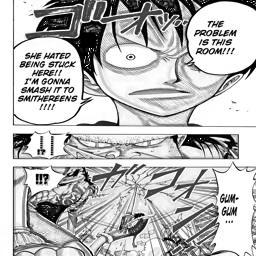 THE
PROBLEM
IS THIS
ROOM!!!
SHE HATED
BEING STUCK
HERE!!
I'M GONNA
SMASH IT TO
SMITHEREENS
!!!!
!!
!!?
GUM-
GUM